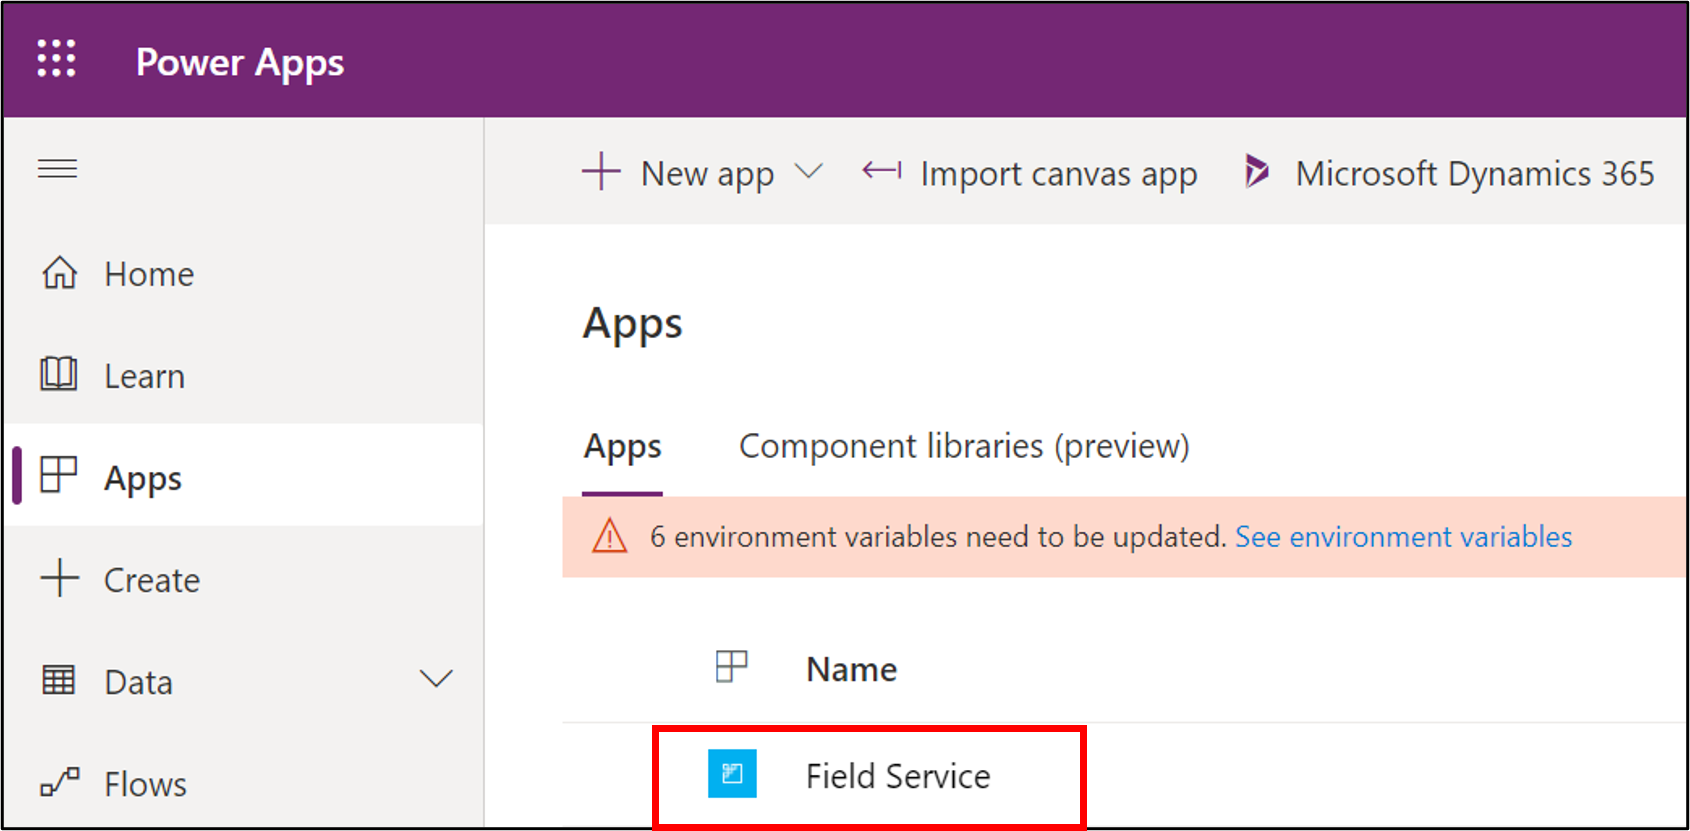 Power Apps
New app
Import canvas app
Microsoft Dynamics 365
Home
Learn
Apps
Create
Data
Flows
Apps
Apps
Component libraries (preview)
6 environment variables need to be updated. See environment variables
Name
Field Service